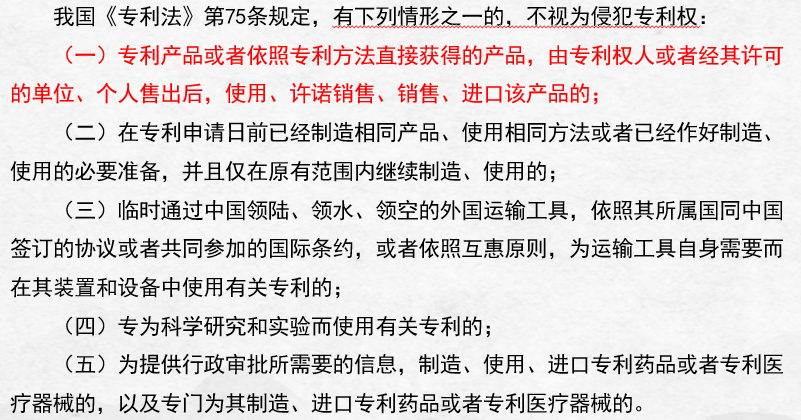 我国《专利法》第75条规定，有下列情形之一的，不视为侵犯专利权：
（一）专利产品或者依照专利方法直接获得的产品，由专利权人或者经其许可
的单位、个人售出后，使用、许诺销售、销售、进口该产品的；
（二）在专利申请日前已经制造相同产品、使用相同方法或者已经作好制造、
使用的必要准备，并且仅在原有范围内继续制造、使用的；
（三）临时通过中国领陆、领水、领空的外国运输工具，依照其所属国同中国
签订的协议或者共同参加的国际条约，或者依照互惠原则，为运输工具自身需要而
在其装置和设备中使用有关专利的；
（四）专为科学研究和实验而使用有关专利的；
（五）为提供行政审批所需要的信息，制造、使用、进口专利药品或者专利医
疗器械的，以及专门为其制造、进口专利药品或者专利医疗器械的。